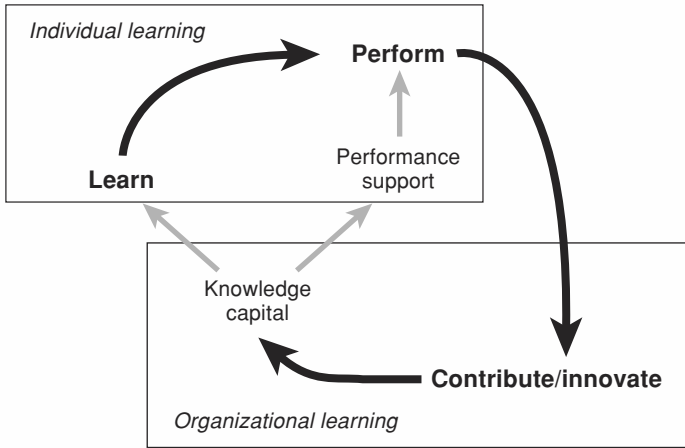 Individual learning
Perform
Performance
support
Learn
Knowledge
capital
Contribute/innovate
Organizational learning